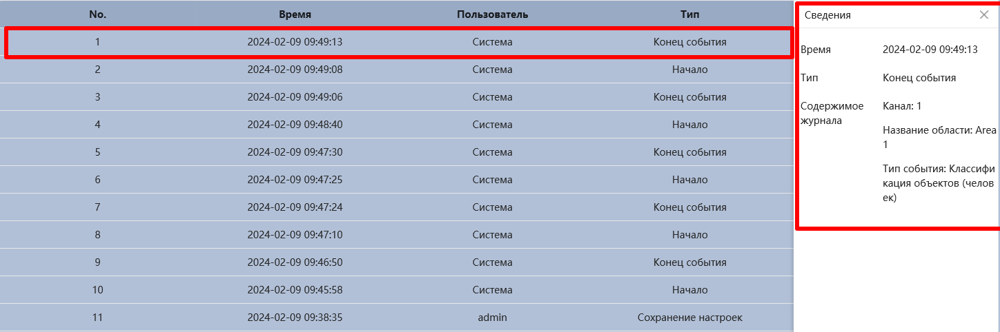 No. Время Пользователь Тип
1 2024-02-09 09:49:13 Система Конец события
2 2024-02-09 09:49:08 Система Начало
3 2024-02-09 09:49:06 Система Конец события
4 2024-02-09 09:48:40 Система Начало
5 2024-02-09 09:47:30 Система Конец события
6 2024-02-09 09:47:25 Система Начало
7 2024-02-09 09:47:24 Система Конец события
8 2024-02-09 09:47:10 Система Начало
9 2024-02-09 09:46:50 Система Конец события
10 2024-02-09 09:45:58 Система Начало
11 2024-02-09 09:38:35 admin Сохранение настроек
Сведения
Время 2024-02-09 09:49:13
Тип Конец события
Содержимое Канал: 1
журнала
Название области: Area
1
Тип события: Классифи
кация объектов (челов
ек)